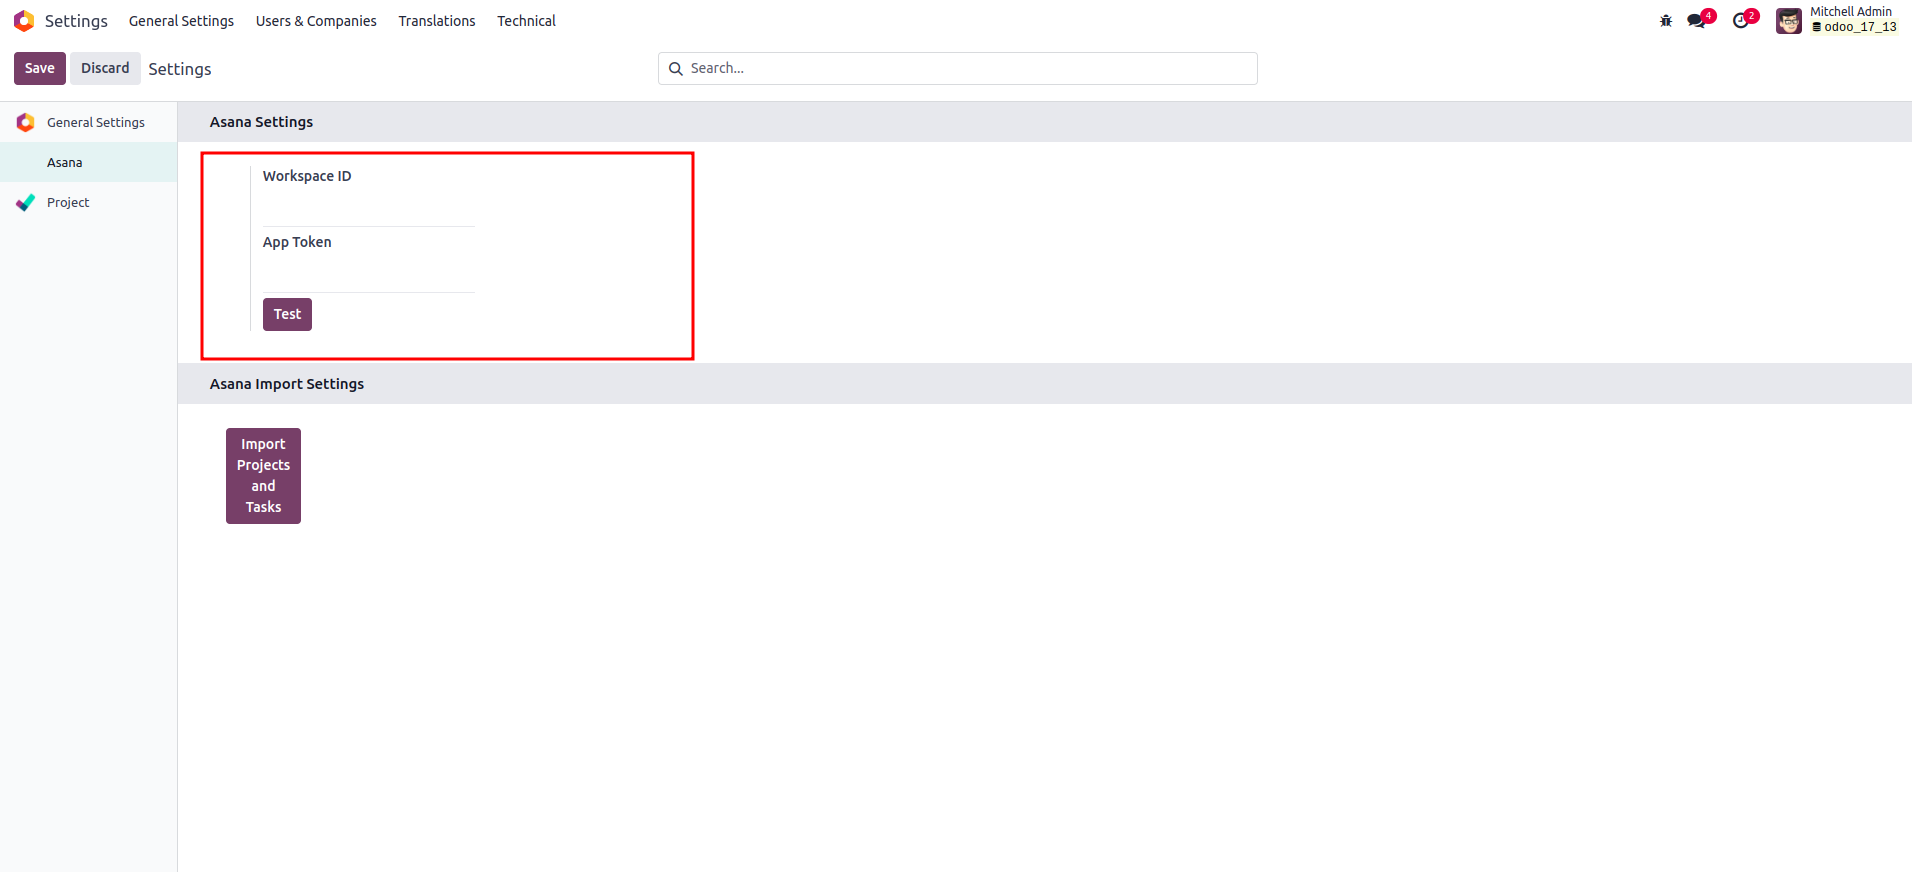 Settings General Settings Users & Companies Translations Technical 4 2 Mitchell Admin
odoo_17_13
Save Discard Settings Search...
General Settings
Asana
Project
Asana Settings
Workspace ID
App Token
Test
Asana Import Settings
Import
Projects
and
Tasks